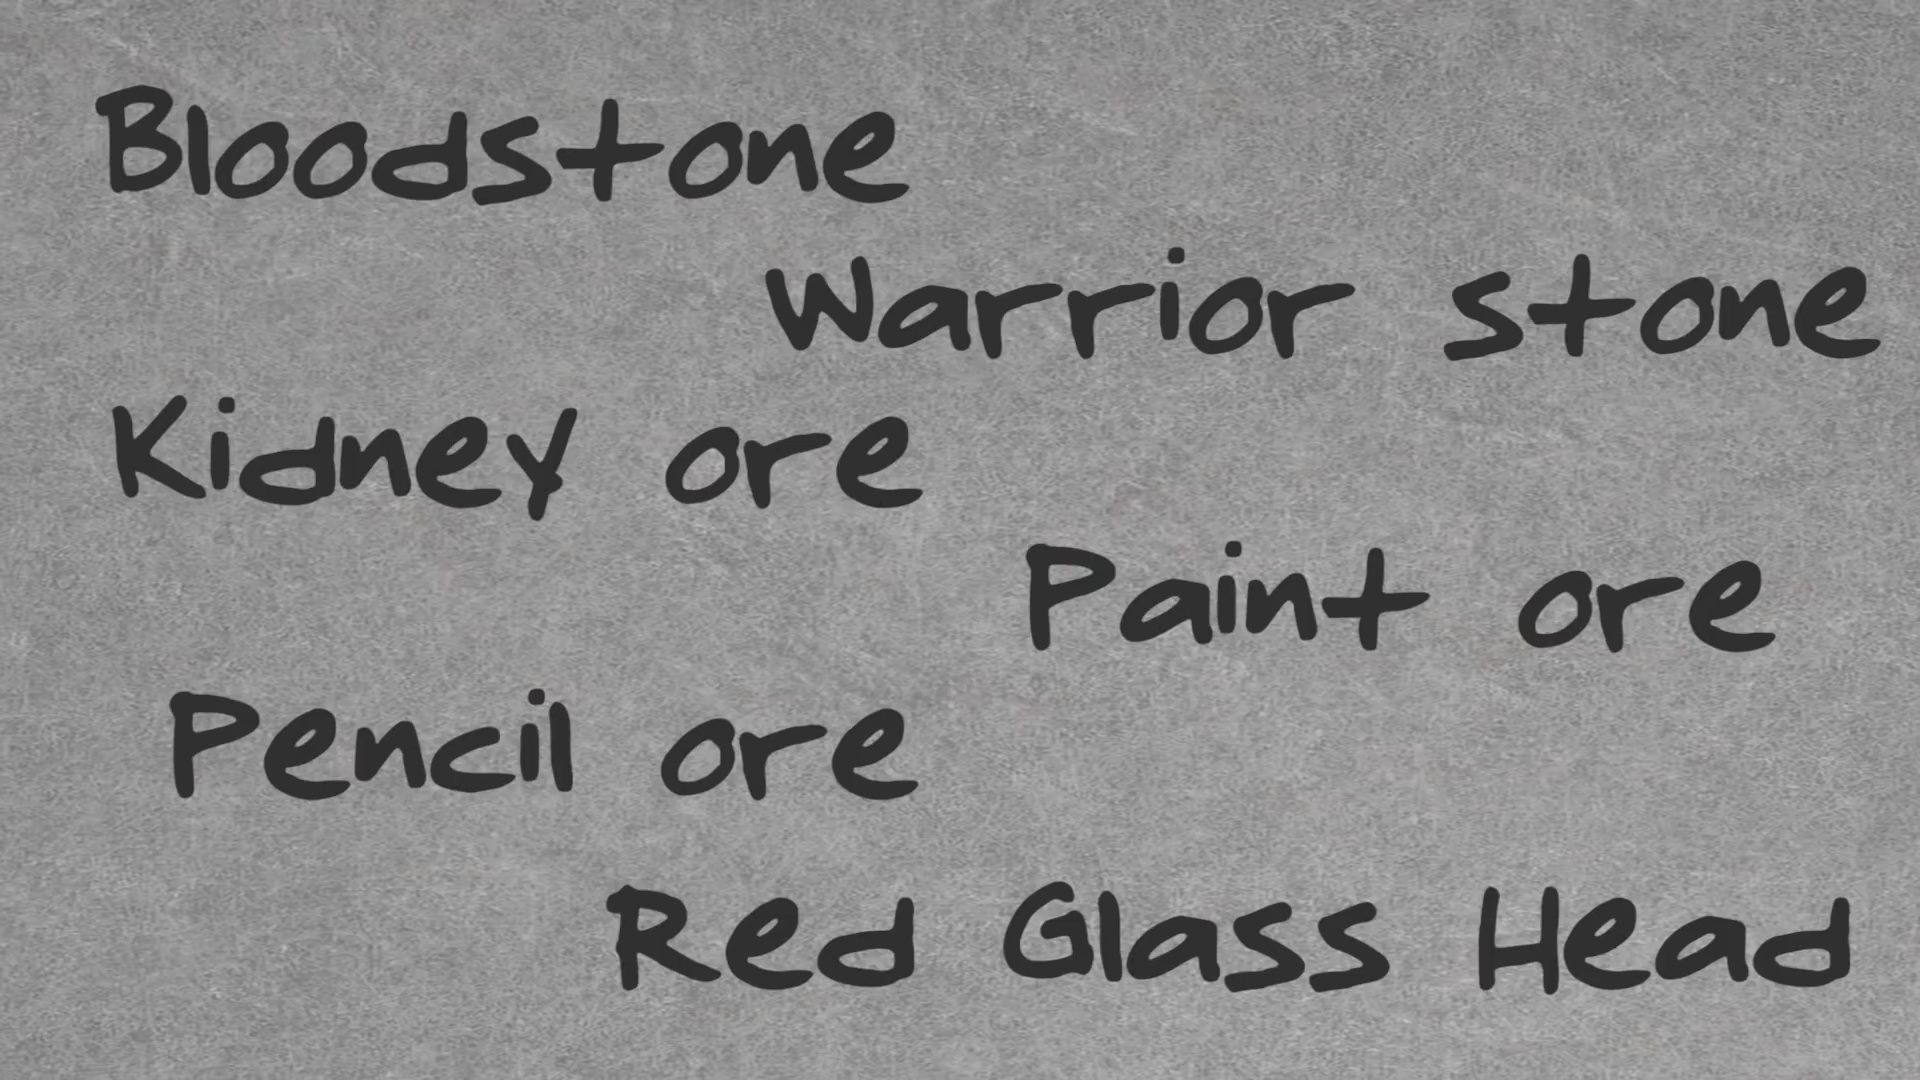 Bloodstone
Warrior stone
Kidney ore
Paint ore
Pencil ore
Red Glass Head